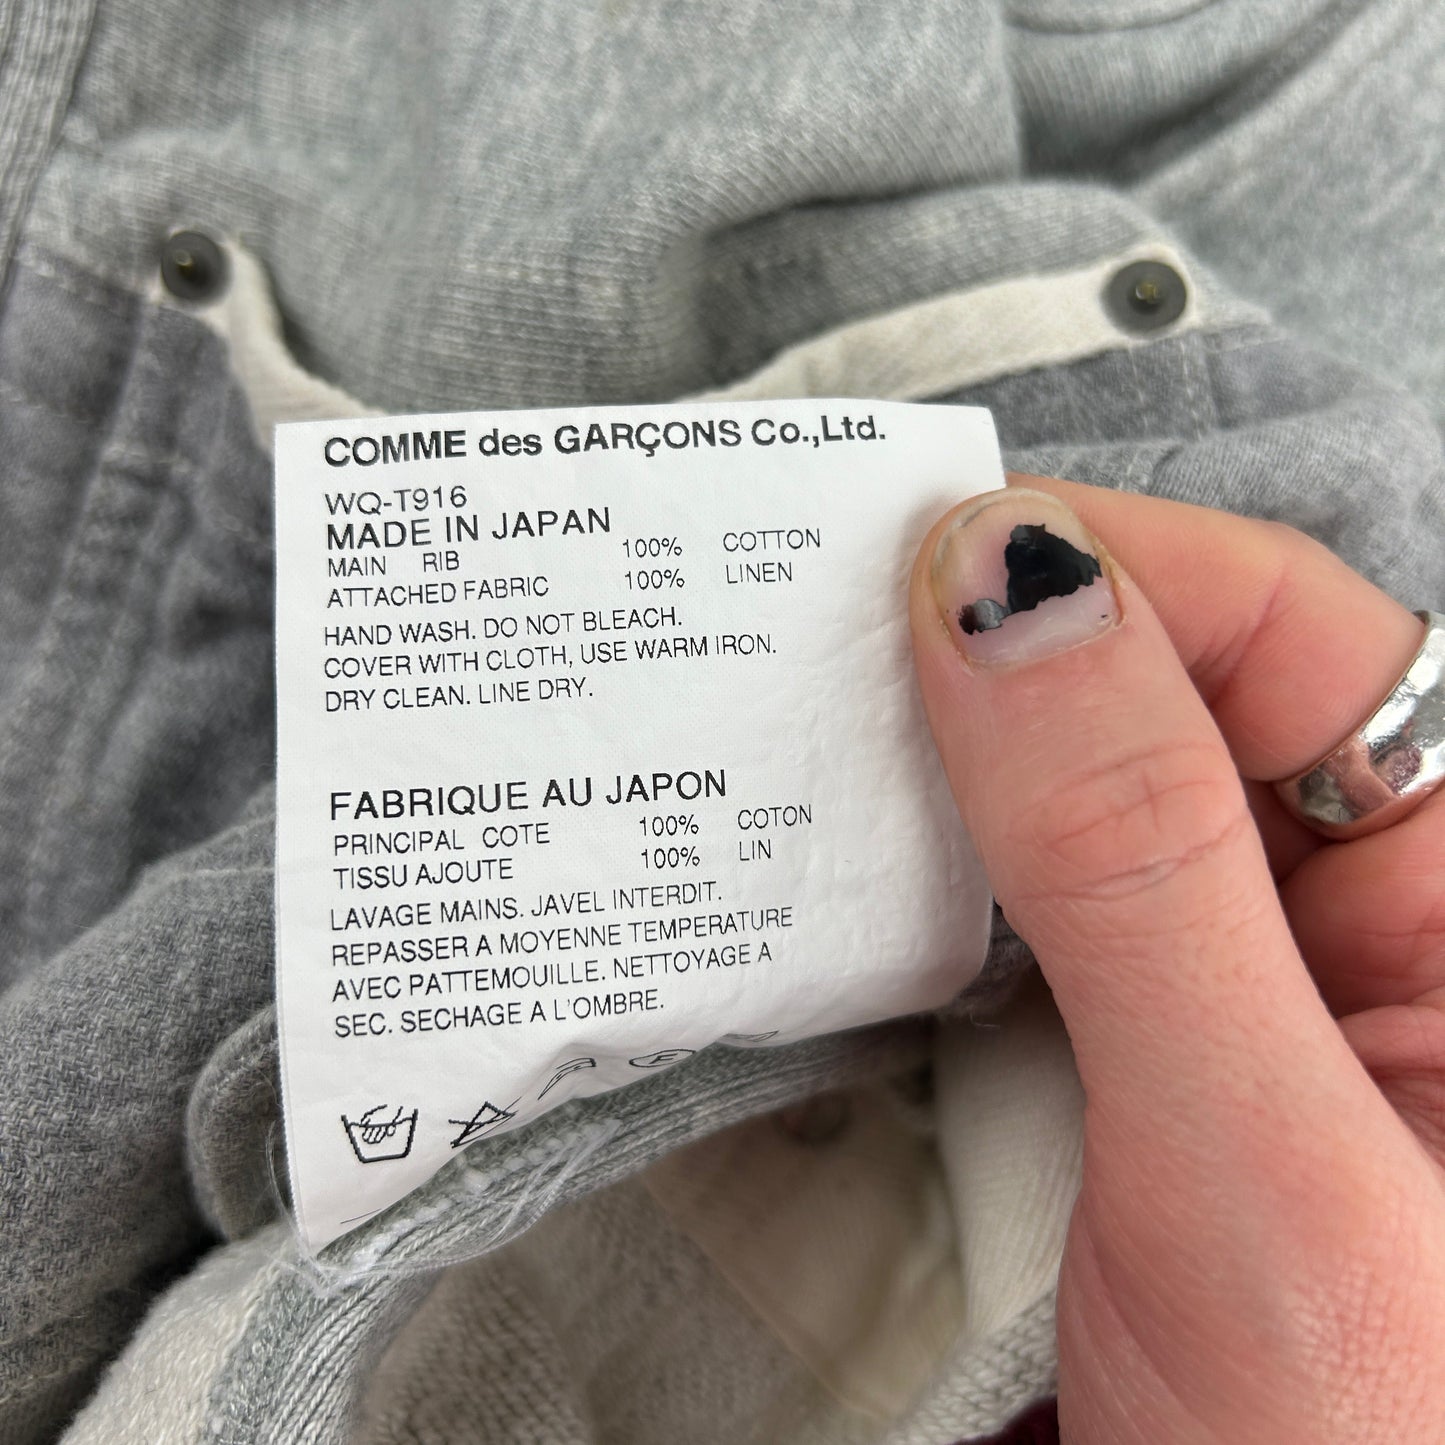 COMME des GARÇONS Co.,Ltd.
WQ-T916
MADE IN JAPAN
MAIN RIB 100% COTTON
ATTACHED FABRIC 100% LINEN
HAND WASH. DO NOT BLEACH.
COVER WITH CLOTH, USE WARM IRON.
DRY CLEAN. LINE DRY.
FABRIQUE AU JAPON
PRINCIPAL COTE 100% COTON
TISSU AJOUTE 100% LIN
LAVAGE MAINS. JAVEL INTERDIT.
REPASSER A MOYENNE TEMPERATURE
AVEC PATTEMOUILLE. NETTOYAGE A
SEC. SECHAGE A L'OMBRE.